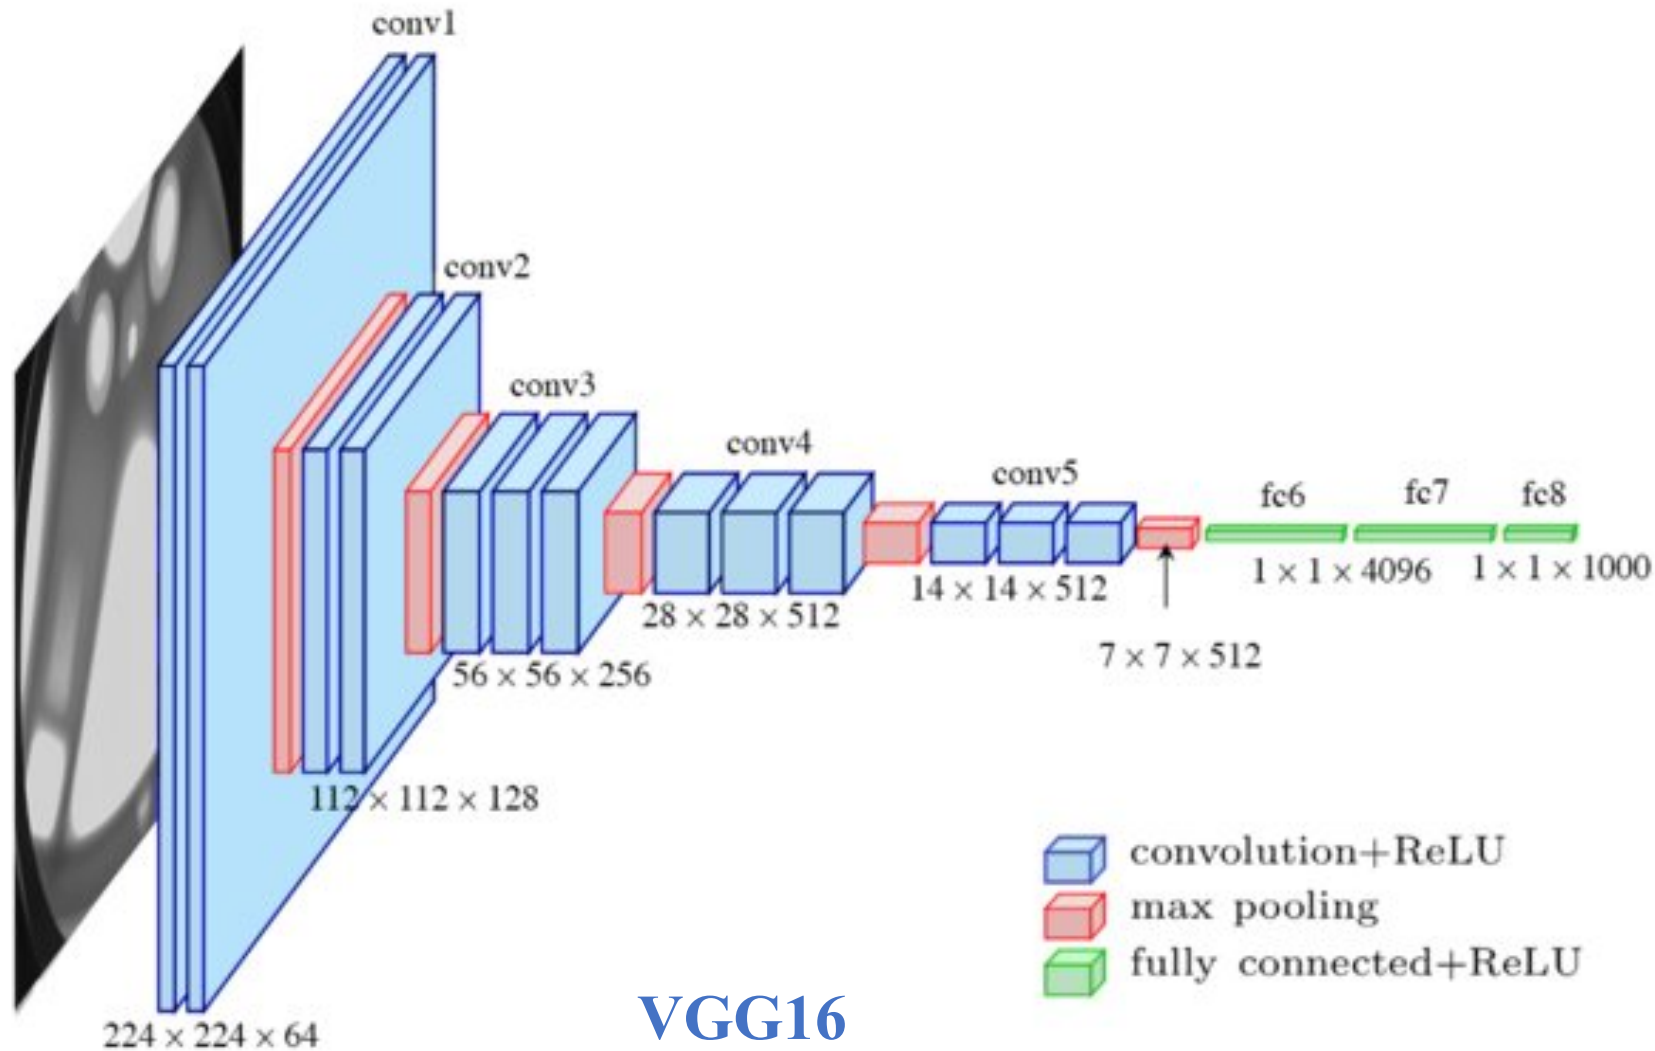 conv1
conv2
conv3
conv4
conv5
fc6
fc7
fc8
1 × 1 × 4096
1 × 1 × 1000
14 × 14 × 512
28 × 28 × 512
7 × 7 × 512
56 × 56 × 256
112 × 112 × 128
224 × 224 × 64
convolution+ReLU
max pooling
fully connected+ReLU
VGG16